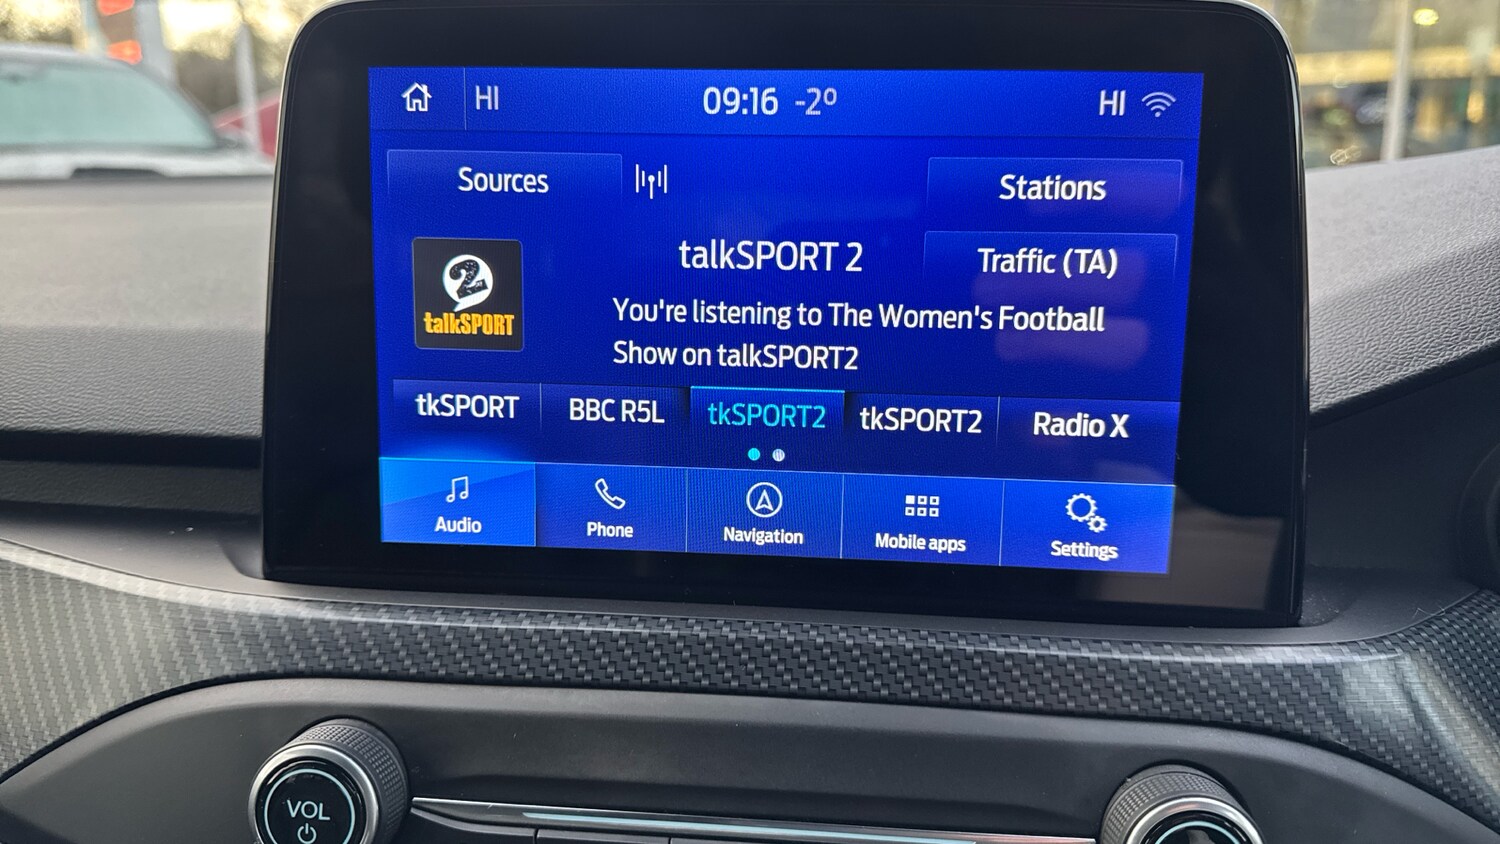 HI
09:16 -2°
HI
Sources
Stations
talkSPORT 2
Traffic (TA)
2
talkSPORT
You're listening to The Women's Football
Show on talkSPORT2
tkSPORT
BBC R5L
tkSPORT2
tkSPORT2
Radio X
Audio
Phone
Navigation
Mobile apps
Settings
VOL